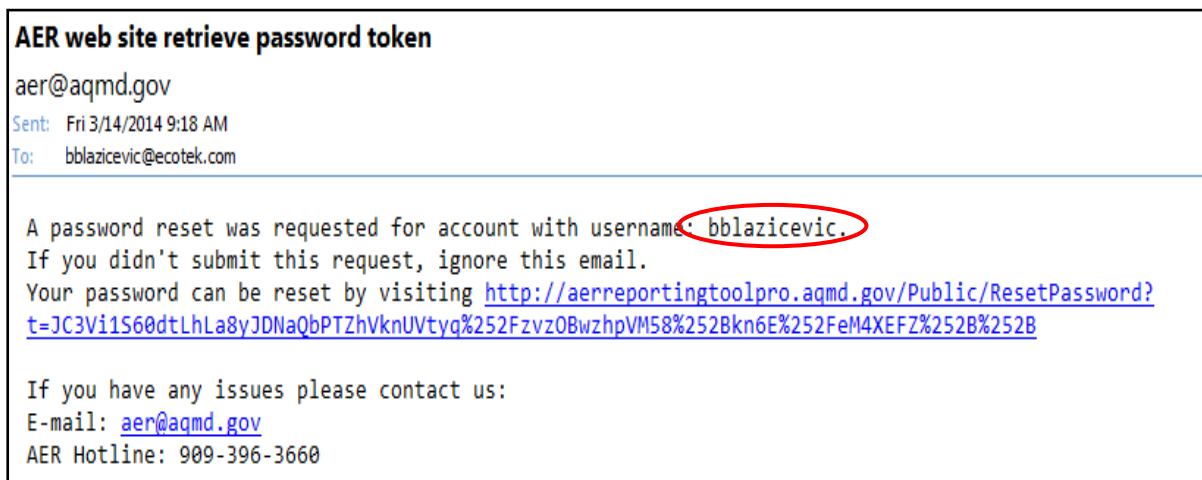 AER web site retrieve password token
aer@aqmd.gov
Sent: Fri 3/14/2014 9:18 AM
To: bblazicevic@ecotek.com
A password reset was requested for account with username: bblazicevic.
If you didn't submit this request, ignore this email.
Your password can be reset by visiting http://aerreportingtoolpro.aqmd.gov/Public/ResetPassword?
t=JC3Vi1S60dtLhLa8yJDNaQbPTZhVknUVtyq%252FzvzOBwzhpVM58%252Bkn6E%252FeM4XEFZ%252B%252B
If you have any issues please contact us:
E-mail: aer@aqmd.gov
AER Hotline: 909-396-3660